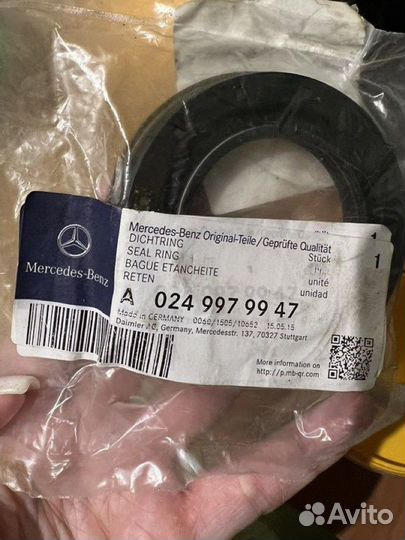 Mercedes-Benz
Mercedes-Benz Original-Teile/Geprüfte Qualität
DICHTRING
SEAL RING
BAGUE ETANCHEITE
RETEN
Stück
unité
unidad
1
1
A 024 997 99 47
Made in GERMANY 0060/1505/10652 15.05.15
Daimler AG, Germany, Mercedesstr. 137, 70327 Stuttgart
More information on
http://p.mb-qr.com
Avito